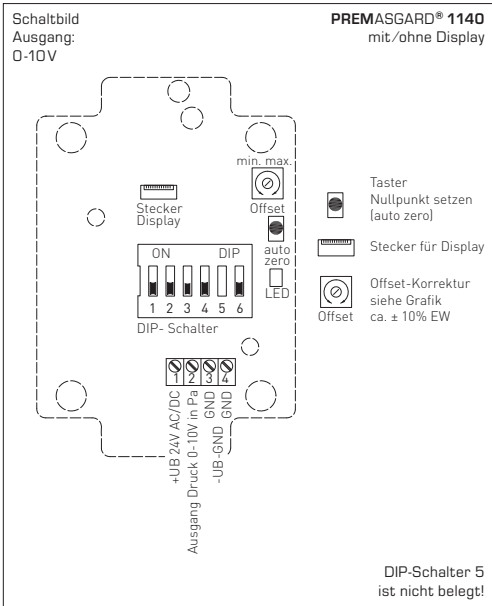 Schaltbild
Ausgang:
0-10 V
PREMASGARD® 1140
mit/ohne Display
min. max.
Offset
Stecker
Display
auto
zero
LED
ON DIP
1 2 3 4 5 6
DIP- Schalter
1 2 3 4
+UB 24V AC/DC
Ausgang Druck 0-10V in Pa
GND
-UB-GND GND
Taster
Nullpunkt setzen
(auto zero)
Stecker für Display
Offset-Korrektur
siehe Grafik
ca. ± 10% EW
Offset
DIP-Schalter 5
ist nicht belegt!